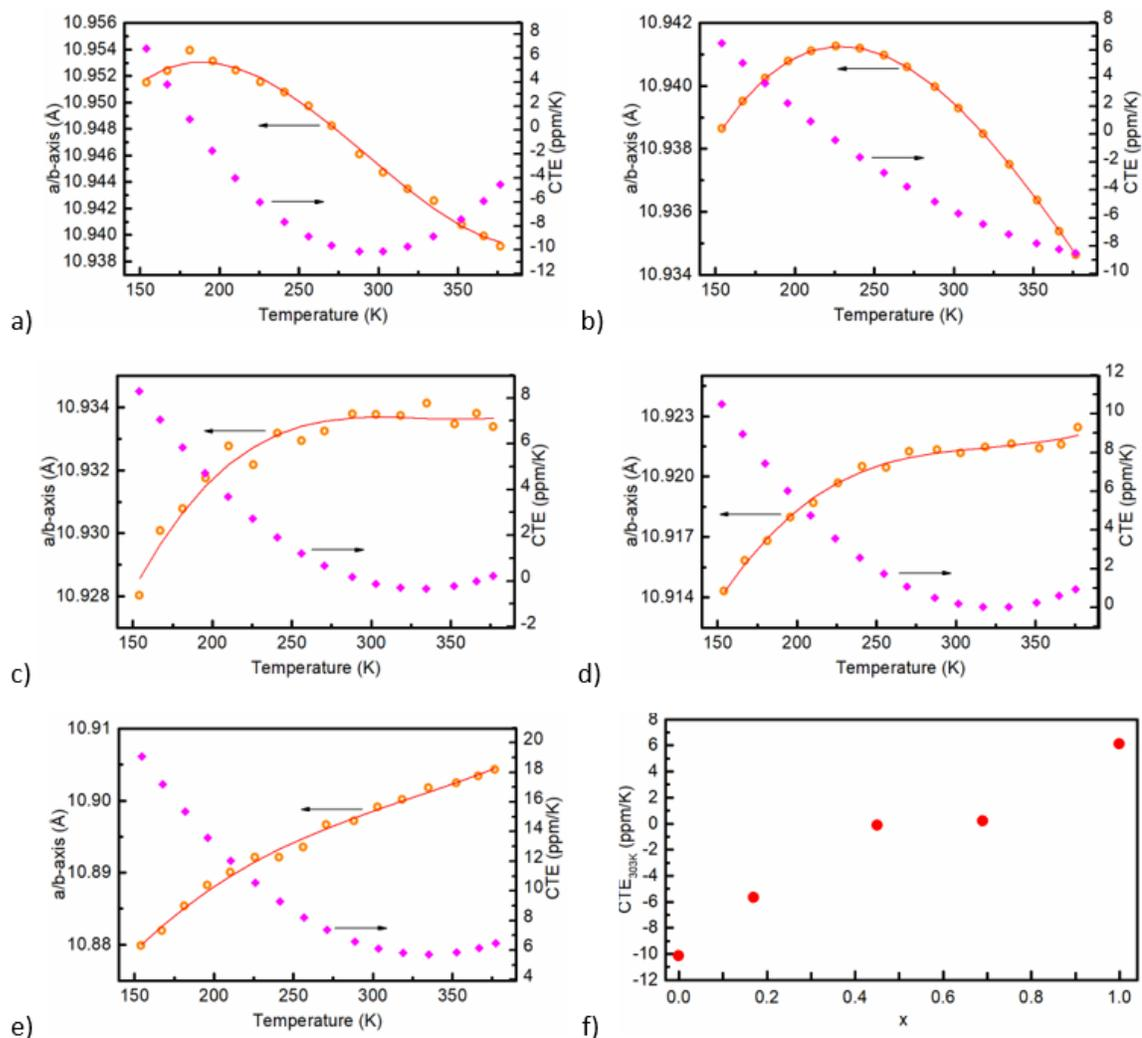 10.956
10.954
10.952
10.950
10.948
10.946
10.944
10.942
10.940
10.938
a/b-axis (Å)
8
6
4
2
0
-2
-4
-6
-8
-10
-12
CTE (ppm/K)
150 200 250 300 350
Temperature (K)
a)
10.942
10.940
10.938
10.936
10.934
a/b-axis (Å)
8
6
4
2
0
-2
-4
-6
-8
-10
CTE (ppm/K)
150 200 250 300 350
Temperature (K)
b)
10.934
10.932
10.930
10.928
a/b-axis (Å)
8
6
4
2
0
-2
CTE (ppm/K)
150 200 250 300 350
Temperature (K)
c)
10.923
10.920
10.917
10.914
a/b-axis (Å)
12
10
8
6
4
2
0
CTE (ppm/K)
150 200 250 300 350
Temperature (K)
d)
10.91
10.90
10.89
10.88
a/b-axis (Å)
20
18
16
14
12
10
8
6
4
CTE (ppm/K)
150 200 250 300 350
Temperature (K)
e)
8
6
4
2
0
-2
-4
-6
-8
-10
-12
CTE303K (ppm/K)
0.0 0.2 0.4 0.6 0.8 1.0
x
f)